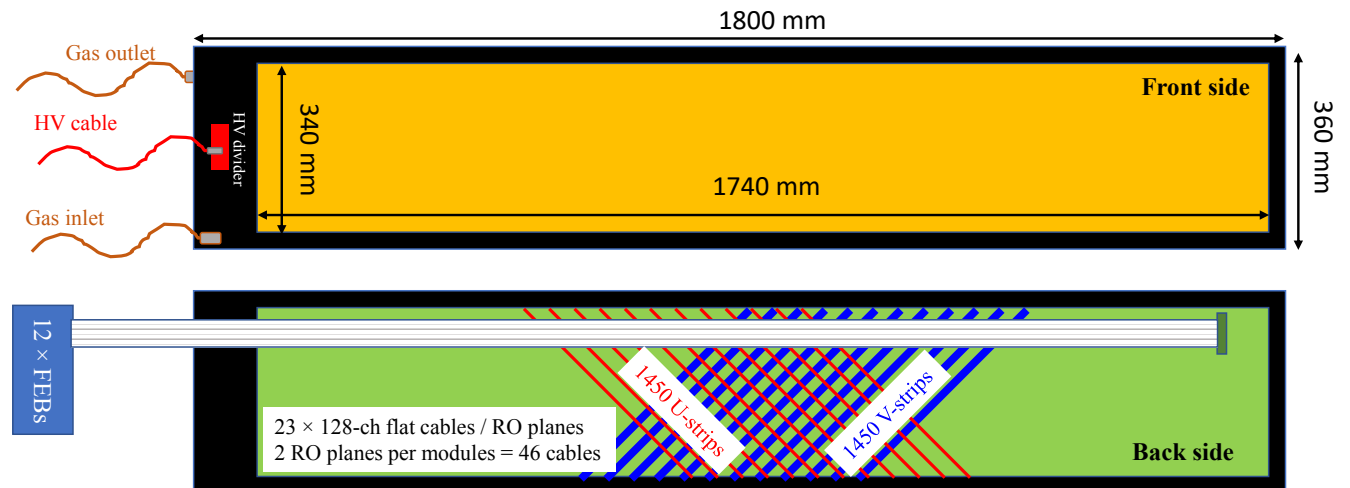 1800 mm
Gas outlet
Front side
HV cable
HV divider
340 mm
360 mm
1740 mm
Gas inlet
12 × FEBs
1450 U-strips
1450 V-strips
23 × 128-ch flat cables / RO planes
2 RO planes per modules = 46 cables
Back side